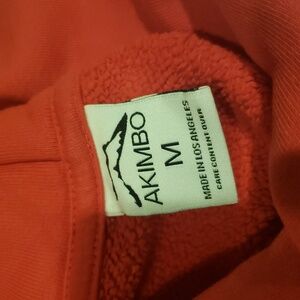 AKIMBO
M
MADE IN LOS ANGELES
CARE CONTENT OVER